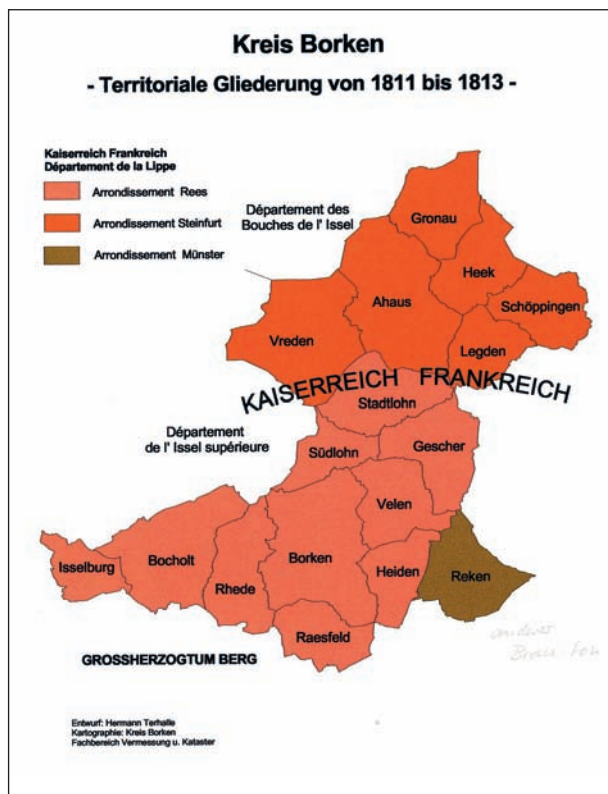 Kreis Borken
- Territoriale Gliederung von 1811 bis 1813 -
Kaiserreich Frankreich
Département de la Lippe
Arrondissement Rees
Arrondissement Steinfurt
Arrondissement Münster
Département des
Bouches de l' Issel
Gronau
Heek
Ahaus
Schöppingen
Vreden
Legden
KAISERREICH FRANKREICH
Stadtlohn
Département
de l' Issel supérieure
Südlohn
Gescher
Velen
Isselburg
Bocholt
Rhede
Borken
Heiden
Reken
Raesfeld
anderer
GROSSHERZOGTUM BERG
Entwurf: Hermann Terhalle
Kartographie: Kreis Borken
Fachbereich Vermessung u. Kataster